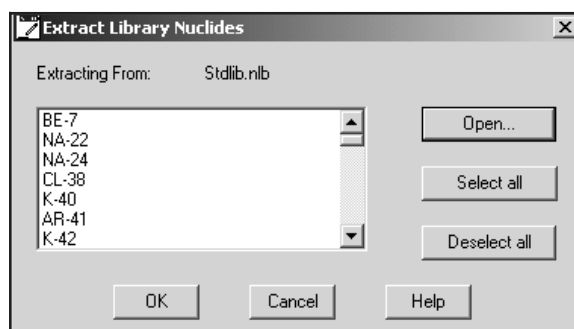 Extract Library Nuclides
Extracting From: Stdlib.nlb
BE-7
NA-22
NA-24
CL-38
K-40
AR-41
K-42
Open...
Select all
Deselect all
OK Cancel Help